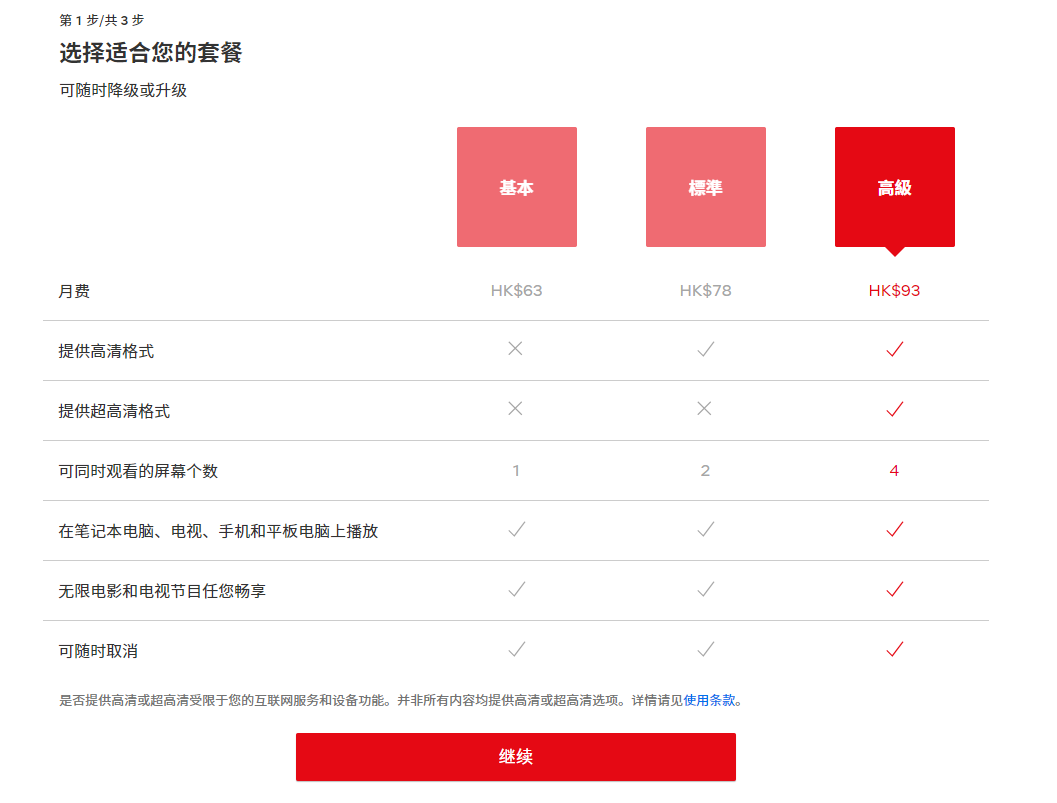 第 1 步/共 3 步
选择适合您的套餐
可随时降级或升级
基本 標準 高級
月费 HK$63 HK$78 HK$93
提供高清格式
提供超高清格式
可同时观看的屏幕个数 1 2 4
在笔记本电脑、电视、手机和平板电脑上播放
无限电影和电视节目任您畅享
可随时取消
是否提供高清或超高清受限于您的互联网服务和设备功能。并非所有内容均提供高清或超高清选项。详情请见使用条款。
继续